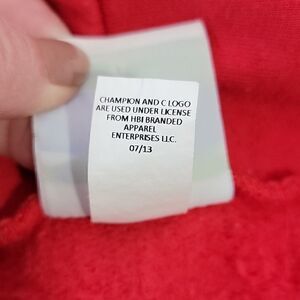 CHAMPION AND C LOGO
ARE USED UNDER LICENSE
FROM HBI BRANDED
APPAREL
ENTERPRISES LLC.
07/13